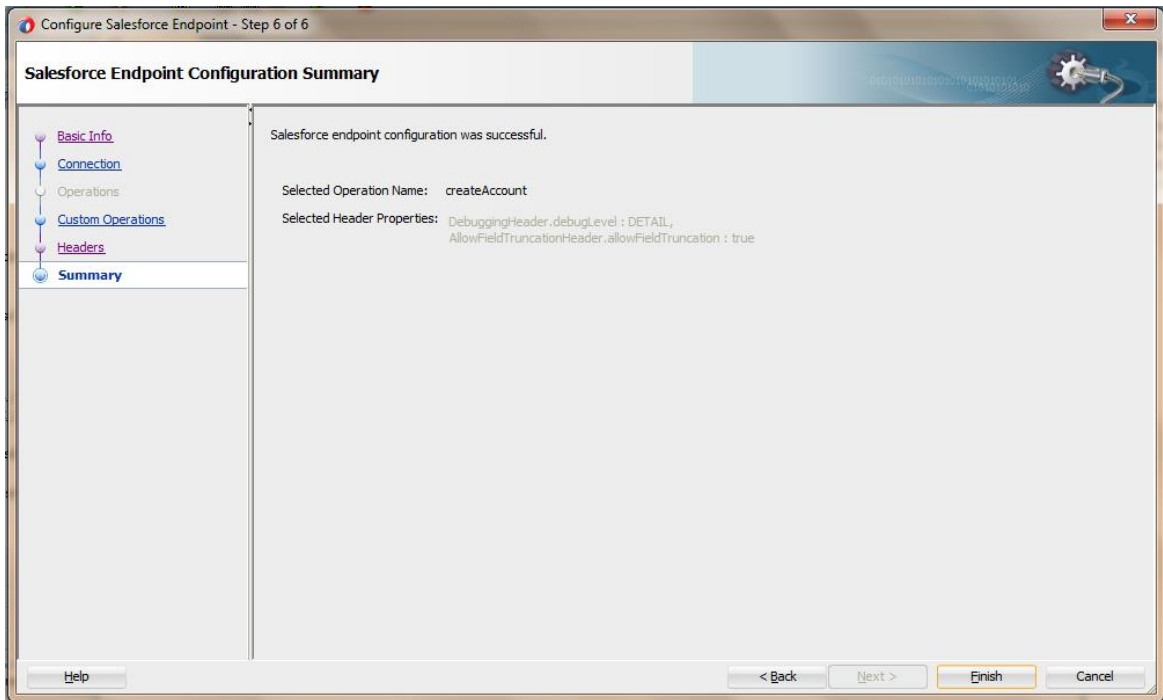 Configure Salesforce Endpoint - Step 6 of 6
Salesforce Endpoint Configuration Summary
Basic Info
Connection
Operations
Custom Operations
Headers
Summary
Salesforce endpoint configuration was successful.
Selected Operation Name: createAccount
Selected Header Properties: DebuggingHeader.debugLevel : DETAIL,
AllowFieldTruncationHeader.allowFieldTruncation : true
Help
< Back Next > Finish Cancel